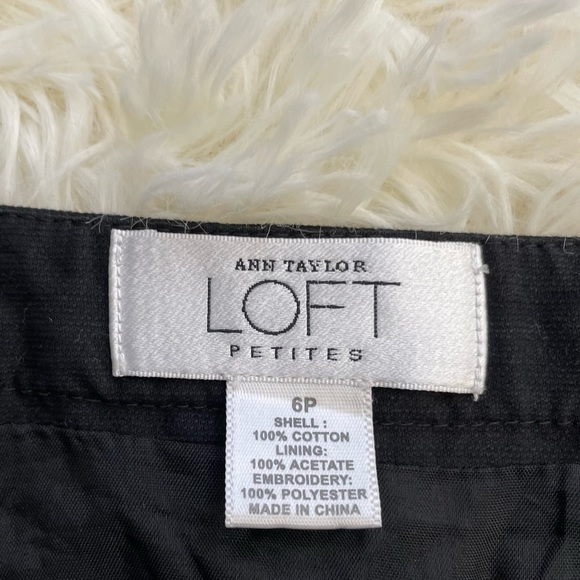 ANN TAYLOR
LOFT
PETITES
6P
SHELL :
100% COTTON
LINING:
100% ACETATE
EMBROIDERY:
100% POLYESTER
MADE IN CHINA